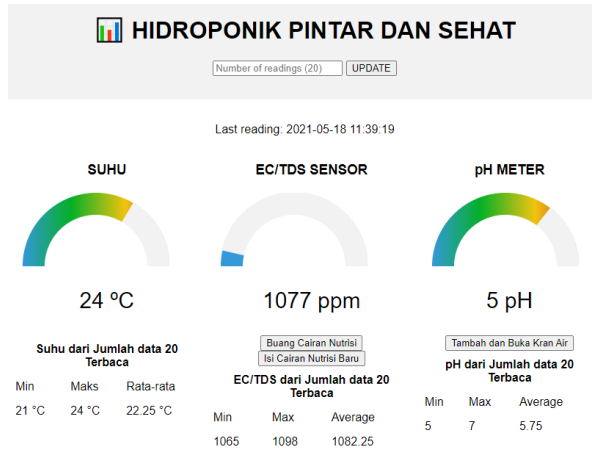 HIDROPONIK PINTAR DAN SEHAT
Number of readings (20) UPDATE
Last reading: 2021-05-18 11:39:19
SUHU
24 ºC
Suhu dari Jumlah data 20
Terbaca
Min Maks Rata-rata
21 °C 24 °C 22.25 °C
EC/TDS SENSOR
1077 ppm
Buang Cairan Nutrisi
Isi Cairan Nutrisi Baru
EC/TDS dari Jumlah data 20
Terbaca
Min Max Average
1065 1098 1082.25
pH METER
5 pH
Tambah dan Buka Kran Air
pH dari Jumlah data 20
Terbaca
Min Max Average
5 7 5.75